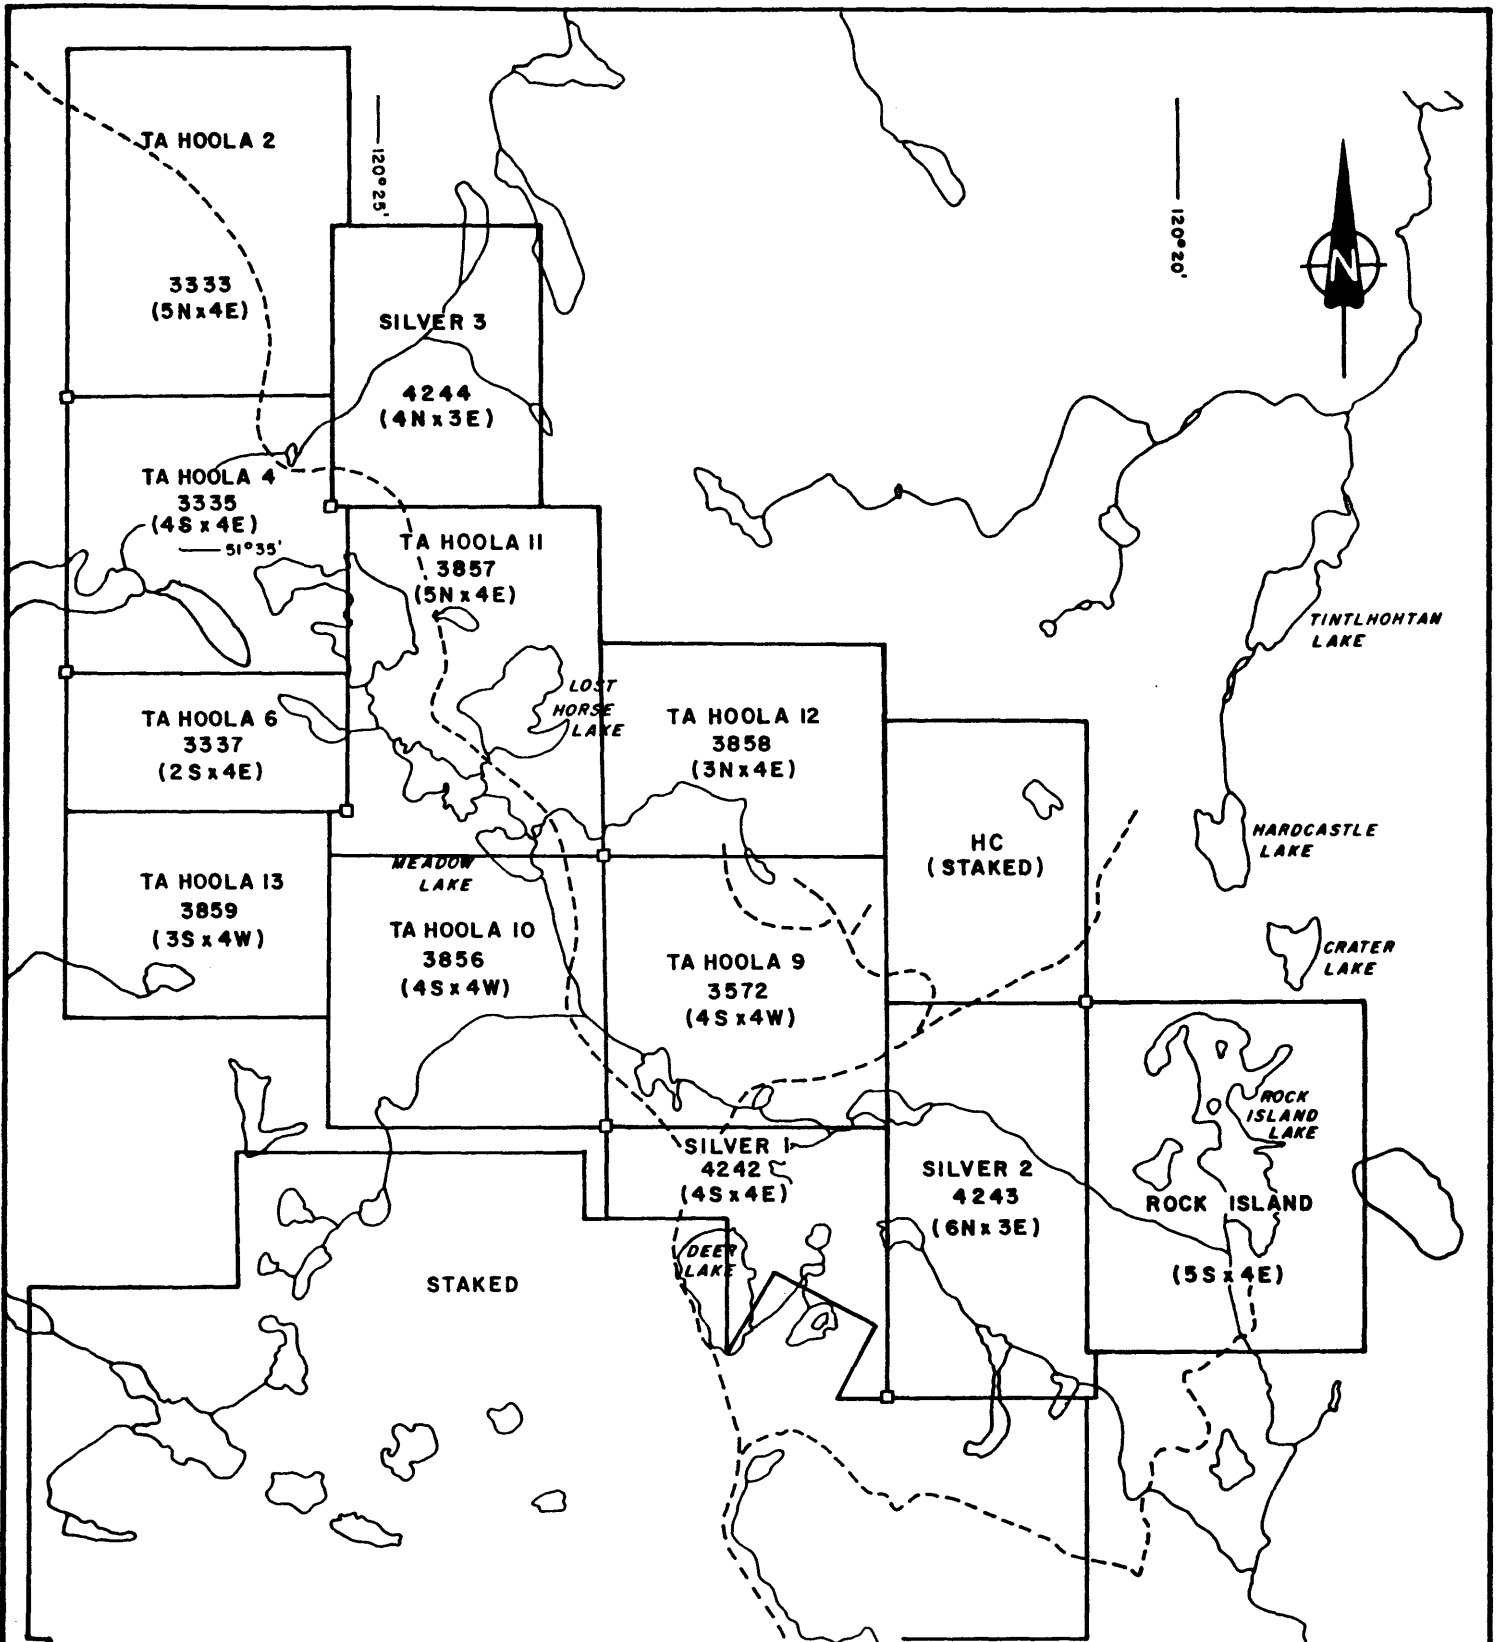 TA HOOLA 2
3333
(5N x 4E)
120° 25'
120° 20'
N
SILVER 3
4244
(4N x 3E)
TA HOOLA 4
3335
(4S x 4E)
51° 35'
TA HOOLA 11
3857
(5N x 4E)
TINTLHOHTAN
LAKE
LOST
HORSE
LAKE
TA HOOLA 6
3337
(2S x 4E)
TA HOOLA 12
3858
(3N x 4E)
HC
(STAKED)
HARDCASTLE
LAKE
MEADOW
LAKE
TA HOOLA 13
3859
(3S x 4W)
TA HOOLA 10
3856
(4S x 4W)
TA HOOLA 9
3572
(4S x 4W)
CRATER
LAKE
ROCK
ISLAND
LAKE
SILVER 1
4242
(4S x 4E)
SILVER 2
4243
(6N x 3E)
ROCK ISLAND
(5S x 4E)
DEER
LAKE
STAKED